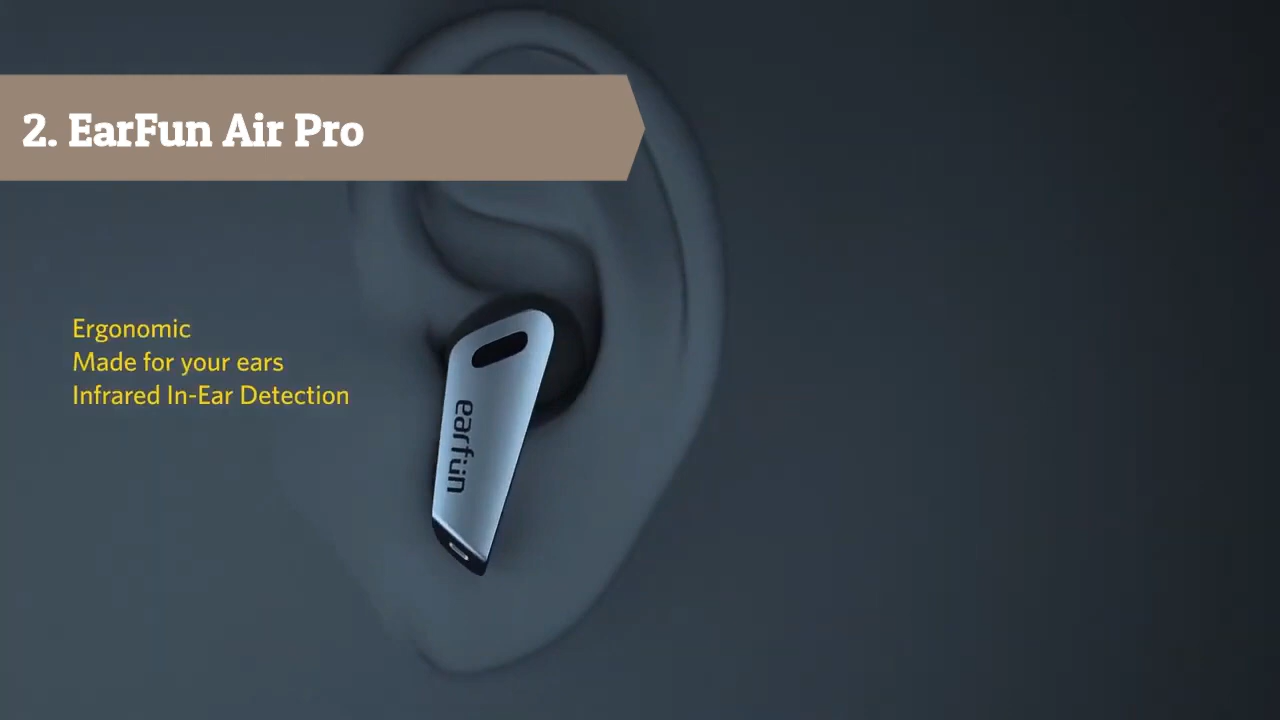 2. EarFun Air Pro
Ergonomic
Made for your ears
Infrared In-Ear Detection
earfun